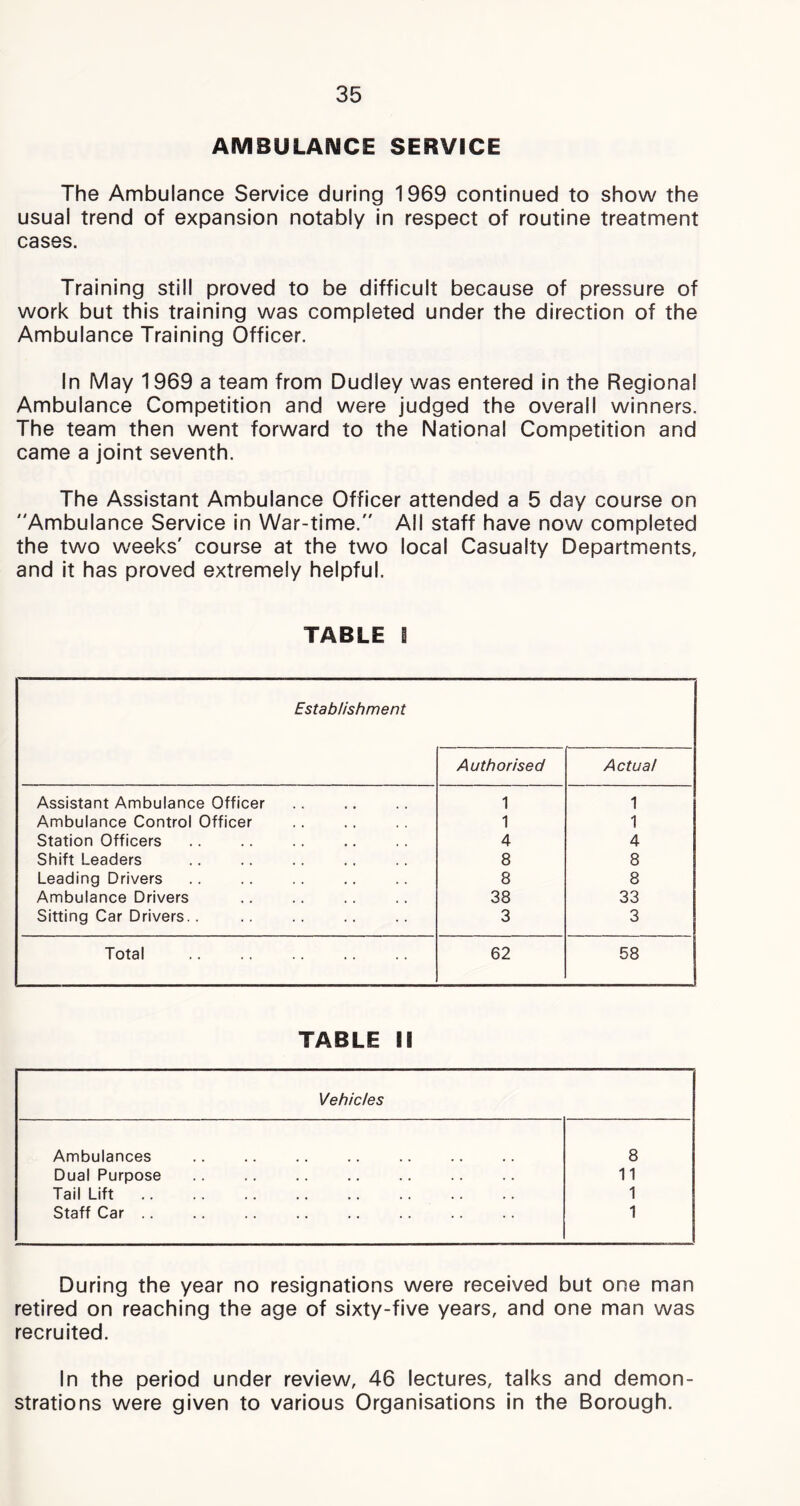 35
AMBULANCE SERVICE
The Ambulance Service during 1969 continued to show the
usual trend of expansion notably in respect of routine treatment
cases.
Training still proved to be difficult because of pressure of
work but this training was completed under the direction of the
Ambulance Training Officer.
In May 1969 a team from Dudley was entered in the Regional
Ambulance Competition and were judged the overall winners.
The team then went forward to the National Competition and
came a joint seventh.
The Assistant Ambulance Officer attended a 5 day course on
"Ambulance Service in War-time." All staff have now completed
the two weeks' course at the two local Casualty Departments,
and it has proved extremely helpful.
TABLE I
Establishment
Authorised Actual
Assistant Ambulance Officer .. .. .. 1 1
Ambulance Control Officer .. .. .. 1 1
Station Officers .. .. .. .. .. 4 4
Shift Leaders .. .. .. .. .. 8 8
Leading Drivers .. .. .. .. .. 8 8
Ambulance Drivers .. .. .. .. 38 33
Sitting Car Drivers.. .. .. .. .. 3 3
Total .. .. .. .. .. 62 58
TABLE II
Vehicles
Ambulances .. .. .. .. .. .. .. 8
Dual Purpose .. .. .. .. .. .. .. 11
Tail Lift .. .. .. .. .. .. .. .. 1
Staff Car .. .. .. .. .. .. .. .. 1
During the year no resignations were received but one man
retired on reaching the age of sixty-five years, and one man was
recruited.
In the period under review, 46 lectures, talks and demon-
strations were given to various Organisations in the Borough.